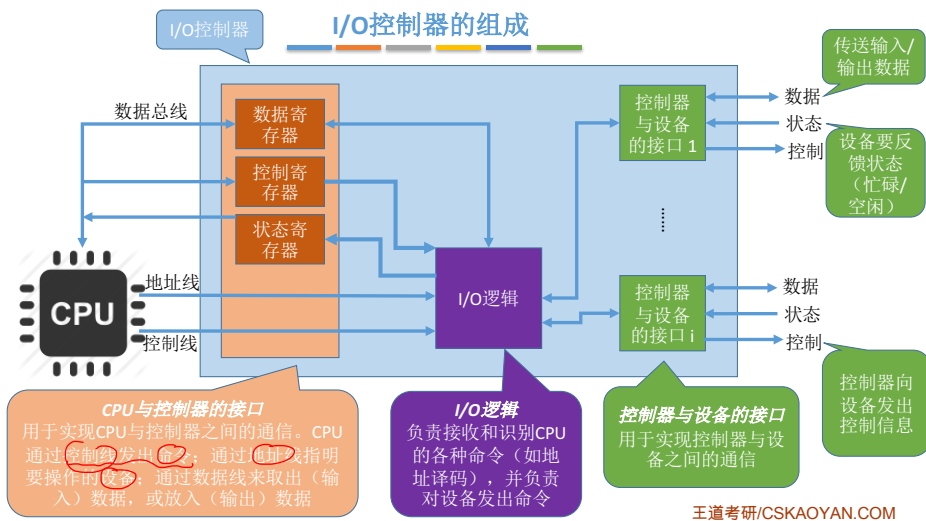 I/O控制器的组成
I/O控制器
传送输入/
输出数据
数据总线
数据寄
存器
控制寄
存器
状态寄
存器
控制器
与设备
的接口 1
数据
状态
控制
设备要反
馈状态
（忙碌/
空闲）
......
CPU
地址线
控制线
I/O逻辑
控制器
与设备
的接口 i
数据
状态
控制
控制器向
设备发出
控制信息
CPU与控制器的接口
用于实现CPU与控制器之间的通信。CPU
通过控制线发出命令；通过地址线指明
要操作的设备；通过数据线来取出（输
入）数据，或放入（输出）数据
I/O逻辑
负责接收和识别CPU
的各种命令（如地
址译码），并负责
对设备发出命令
控制器与设备的接口
用于实现控制器与设
备之间的通信
王道考研/CSKAOYAN.COM